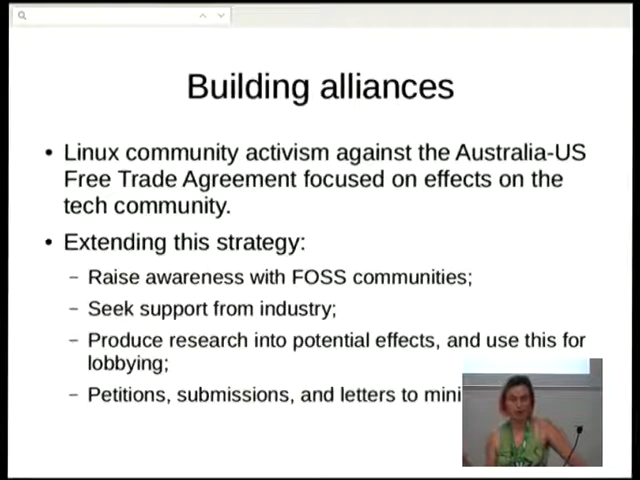 Building alliances
• Linux community activism against the Australia-US
Free Trade Agreement focused on effects on the
tech community.
• Extending this strategy:
– Raise awareness with FOSS communities;
– Seek support from industry;
– Produce research into potential effects, and use this for
lobbying;
– Petitions, submissions, and letters to